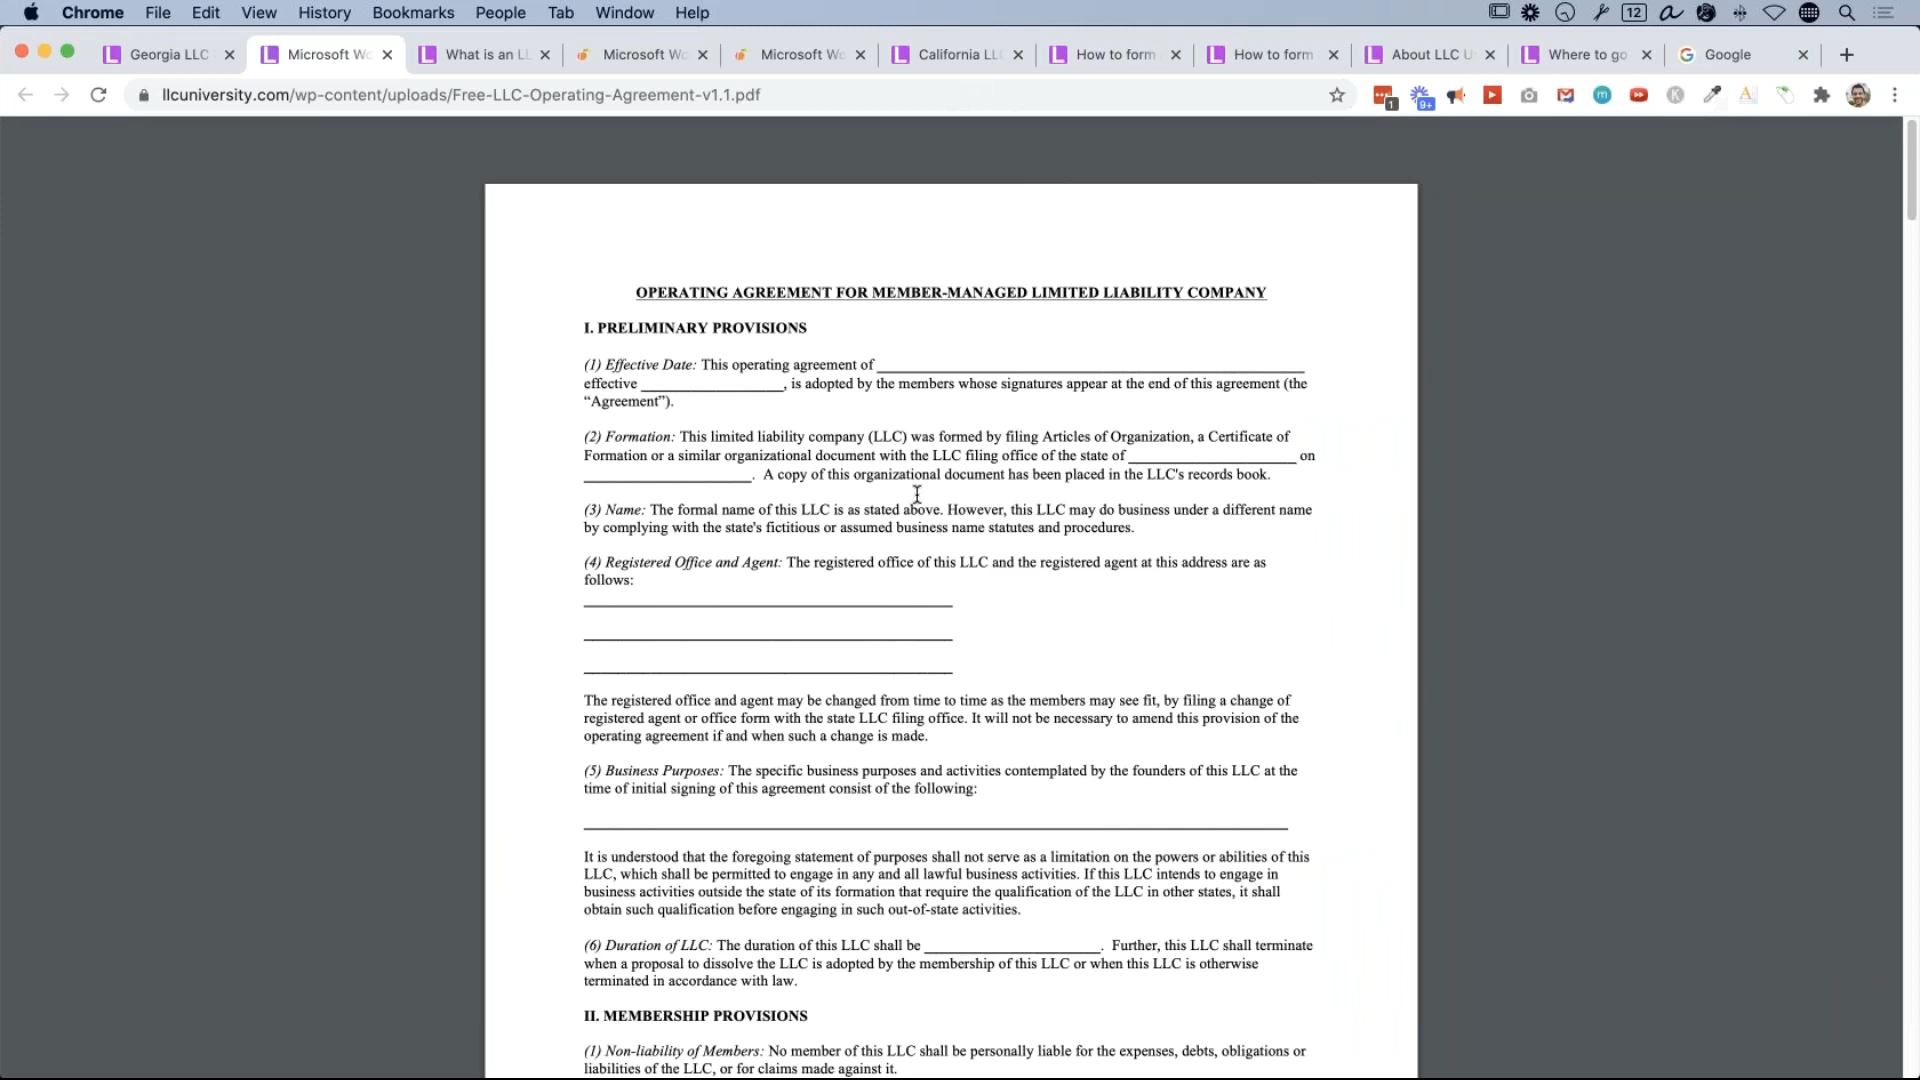 Chrome File Edit View History Bookmarks People Tab Window Help 12
Georgia LLC Microsoft Wo What is an LL Microsoft Wo Microsoft Wo California LLC How to form How to form About LLC U Where to go Google
llcuniversity.com/wp-content/uploads/Free-LLC-Operating-Agreement-v1.1.pdf 1 9+
OPERATING AGREEMENT FOR MEMBER-MANAGED LIMITED LIABILITY COMPANY
I. PRELIMINARY PROVISIONS
(1) Effective Date: This operating agreement of ______________________________
effective ____________________, is adopted by the members whose signatures appear at the end of this agreement (the
“Agreement”).
(2) Formation: This limited liability company (LLC) was formed by filing Articles of Organization, a Certificate of
Formation or a similar organizational document with the LLC filing office of the state of ____________________ on
____________________. A copy of this organizational document has been placed in the LLC's records book.
(3) Name: The formal name of this LLC is as stated above. However, this LLC may do business under a different name
by complying with the state's fictitious or assumed business name statutes and procedures.
(4) Registered Office and Agent: The registered office of this LLC and the registered agent at this address are as
follows:
The registered office and agent may be changed from time to time as the members may see fit, by filing a change of
registered agent or office form with the state LLC filing office. It will not be necessary to amend this provision of the
operating agreement if and when such a change is made.
(5) Business Purposes: The specific business purposes and activities contemplated by the founders of this LLC at the
time of initial signing of this agreement consist of the following:
It is understood that the foregoing statement of purposes shall not serve as a limitation on the powers or abilities of this
LLC, which shall be permitted to engage in any and all lawful business activities. If this LLC intends to engage in
business activities outside the state of its formation that require the qualification of the LLC in other states, it shall
obtain such qualification before engaging in such out-of-state activities.
(6) Duration of LLC: The duration of this LLC shall be ____________________. Further, this LLC shall terminate
when a proposal to dissolve the LLC is adopted by the membership of this LLC or when this LLC is otherwise
terminated in accordance with law.
II. MEMBERSHIP PROVISIONS
(1) Non-liability of Members: No member of this LLC shall be personally liable for the expenses, debts, obligations or
liabilities of the LLC, or for claims made against it.